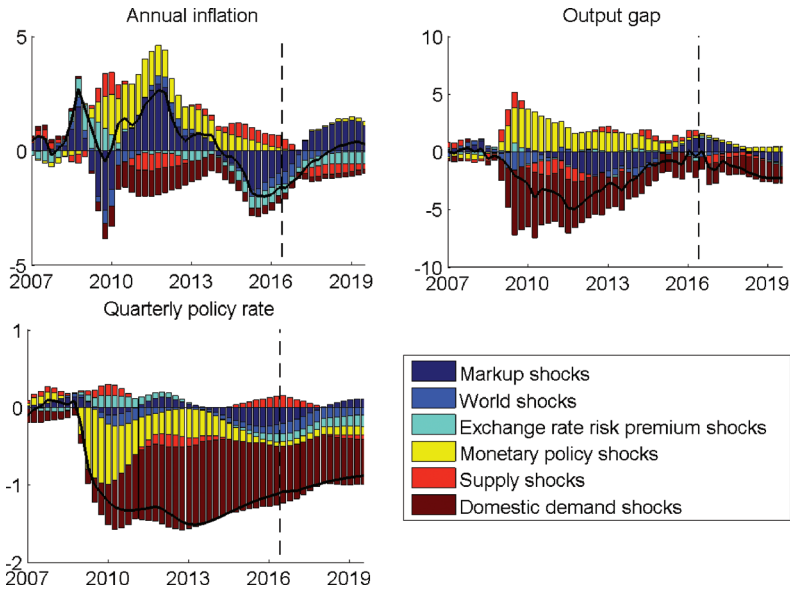 Annual inflation
5
0
-5
2007 2010 2013 2016 2019
Output gap
10
5
0
-5
-10
2007 2010 2013 2016 2019
Quarterly policy rate
1
0
-1
-2
2007 2010 2013 2016 2019
Markup shocks
World shocks
Exchange rate risk premium shocks
Monetary policy shocks
Supply shocks
Domestic demand shocks